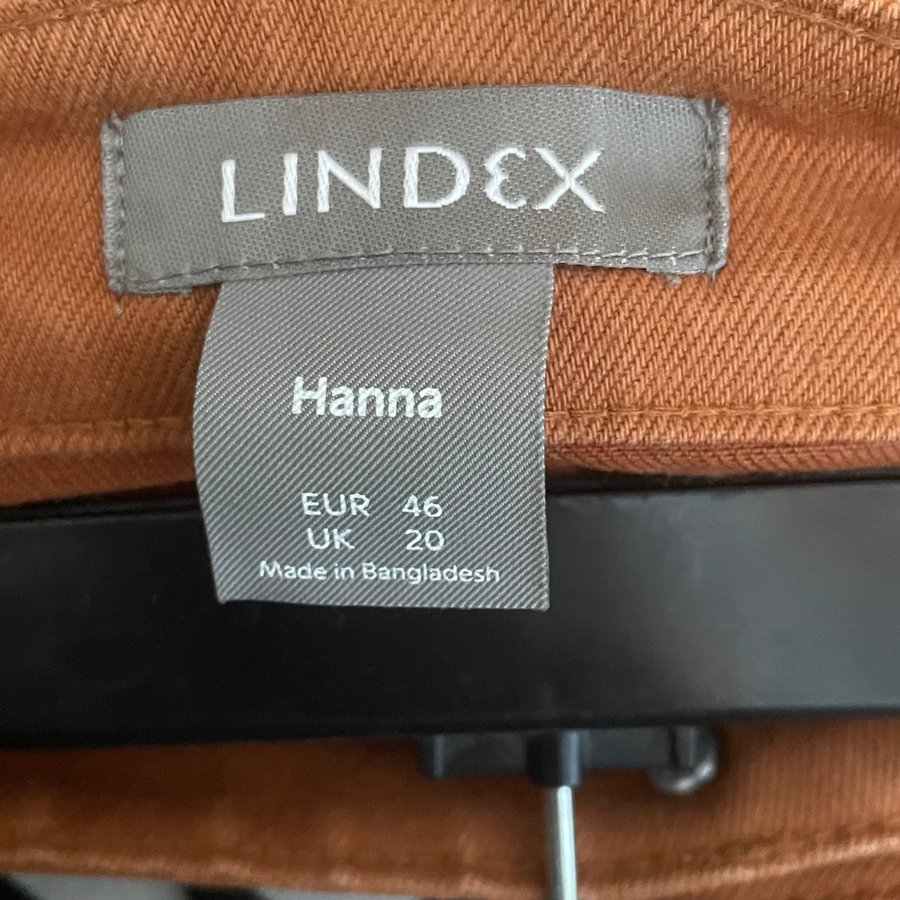 LINDEX
Hanna
EUR 46
UK 20
Made in Bangladesh